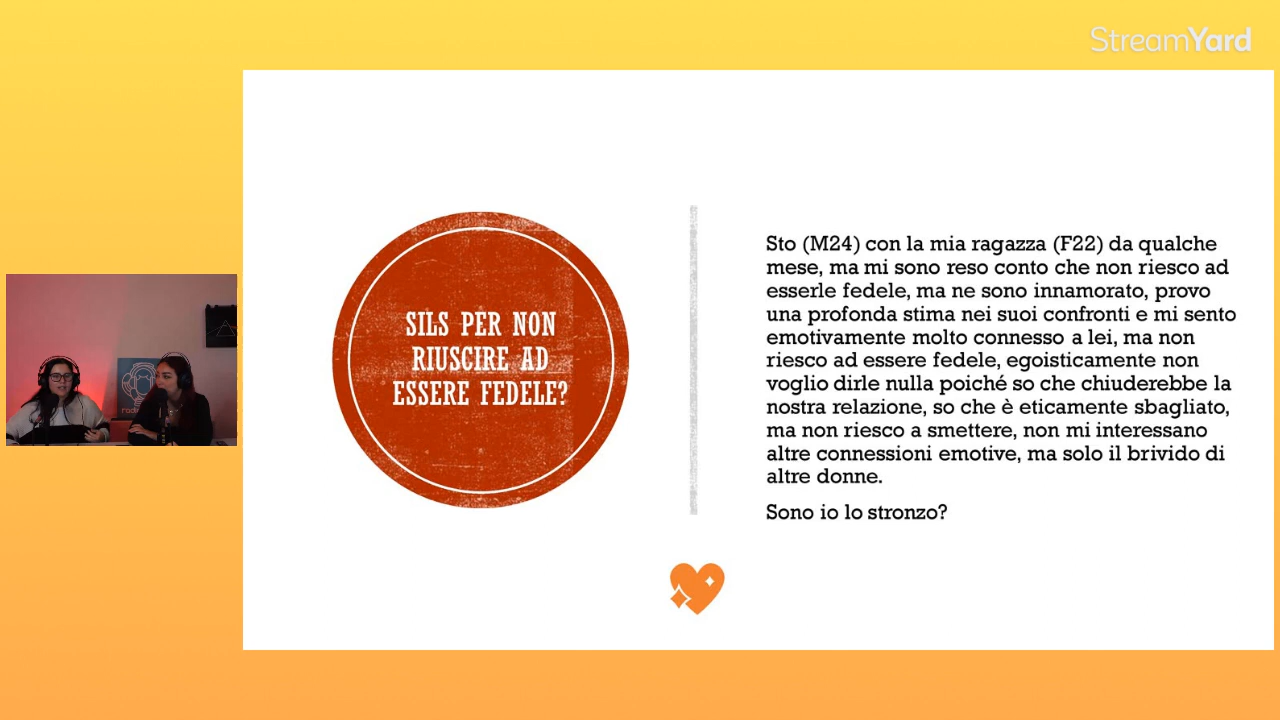 StreamYard
SILS PER NON
RIUSCIRE AD
ESSERE FEDELE?
Sto (M24) con la mia ragazza (F22) da qualche
mese, ma mi sono reso conto che non riesco ad
esserle fedele, ma ne sono innamorato, provo
una profonda stima nei suoi confronti e mi sento
emotivamente molto connesso a lei, ma non
riesco ad essere fedele, egoisticamente non
voglio dirle nulla poiché so che chiuderebbe la
nostra relazione, so che è eticamente sbagliato,
ma non riesco a smettere, non mi interessano
altre connessioni emotive, ma solo il brivido di
altre donne.
Sono io lo stronzo?